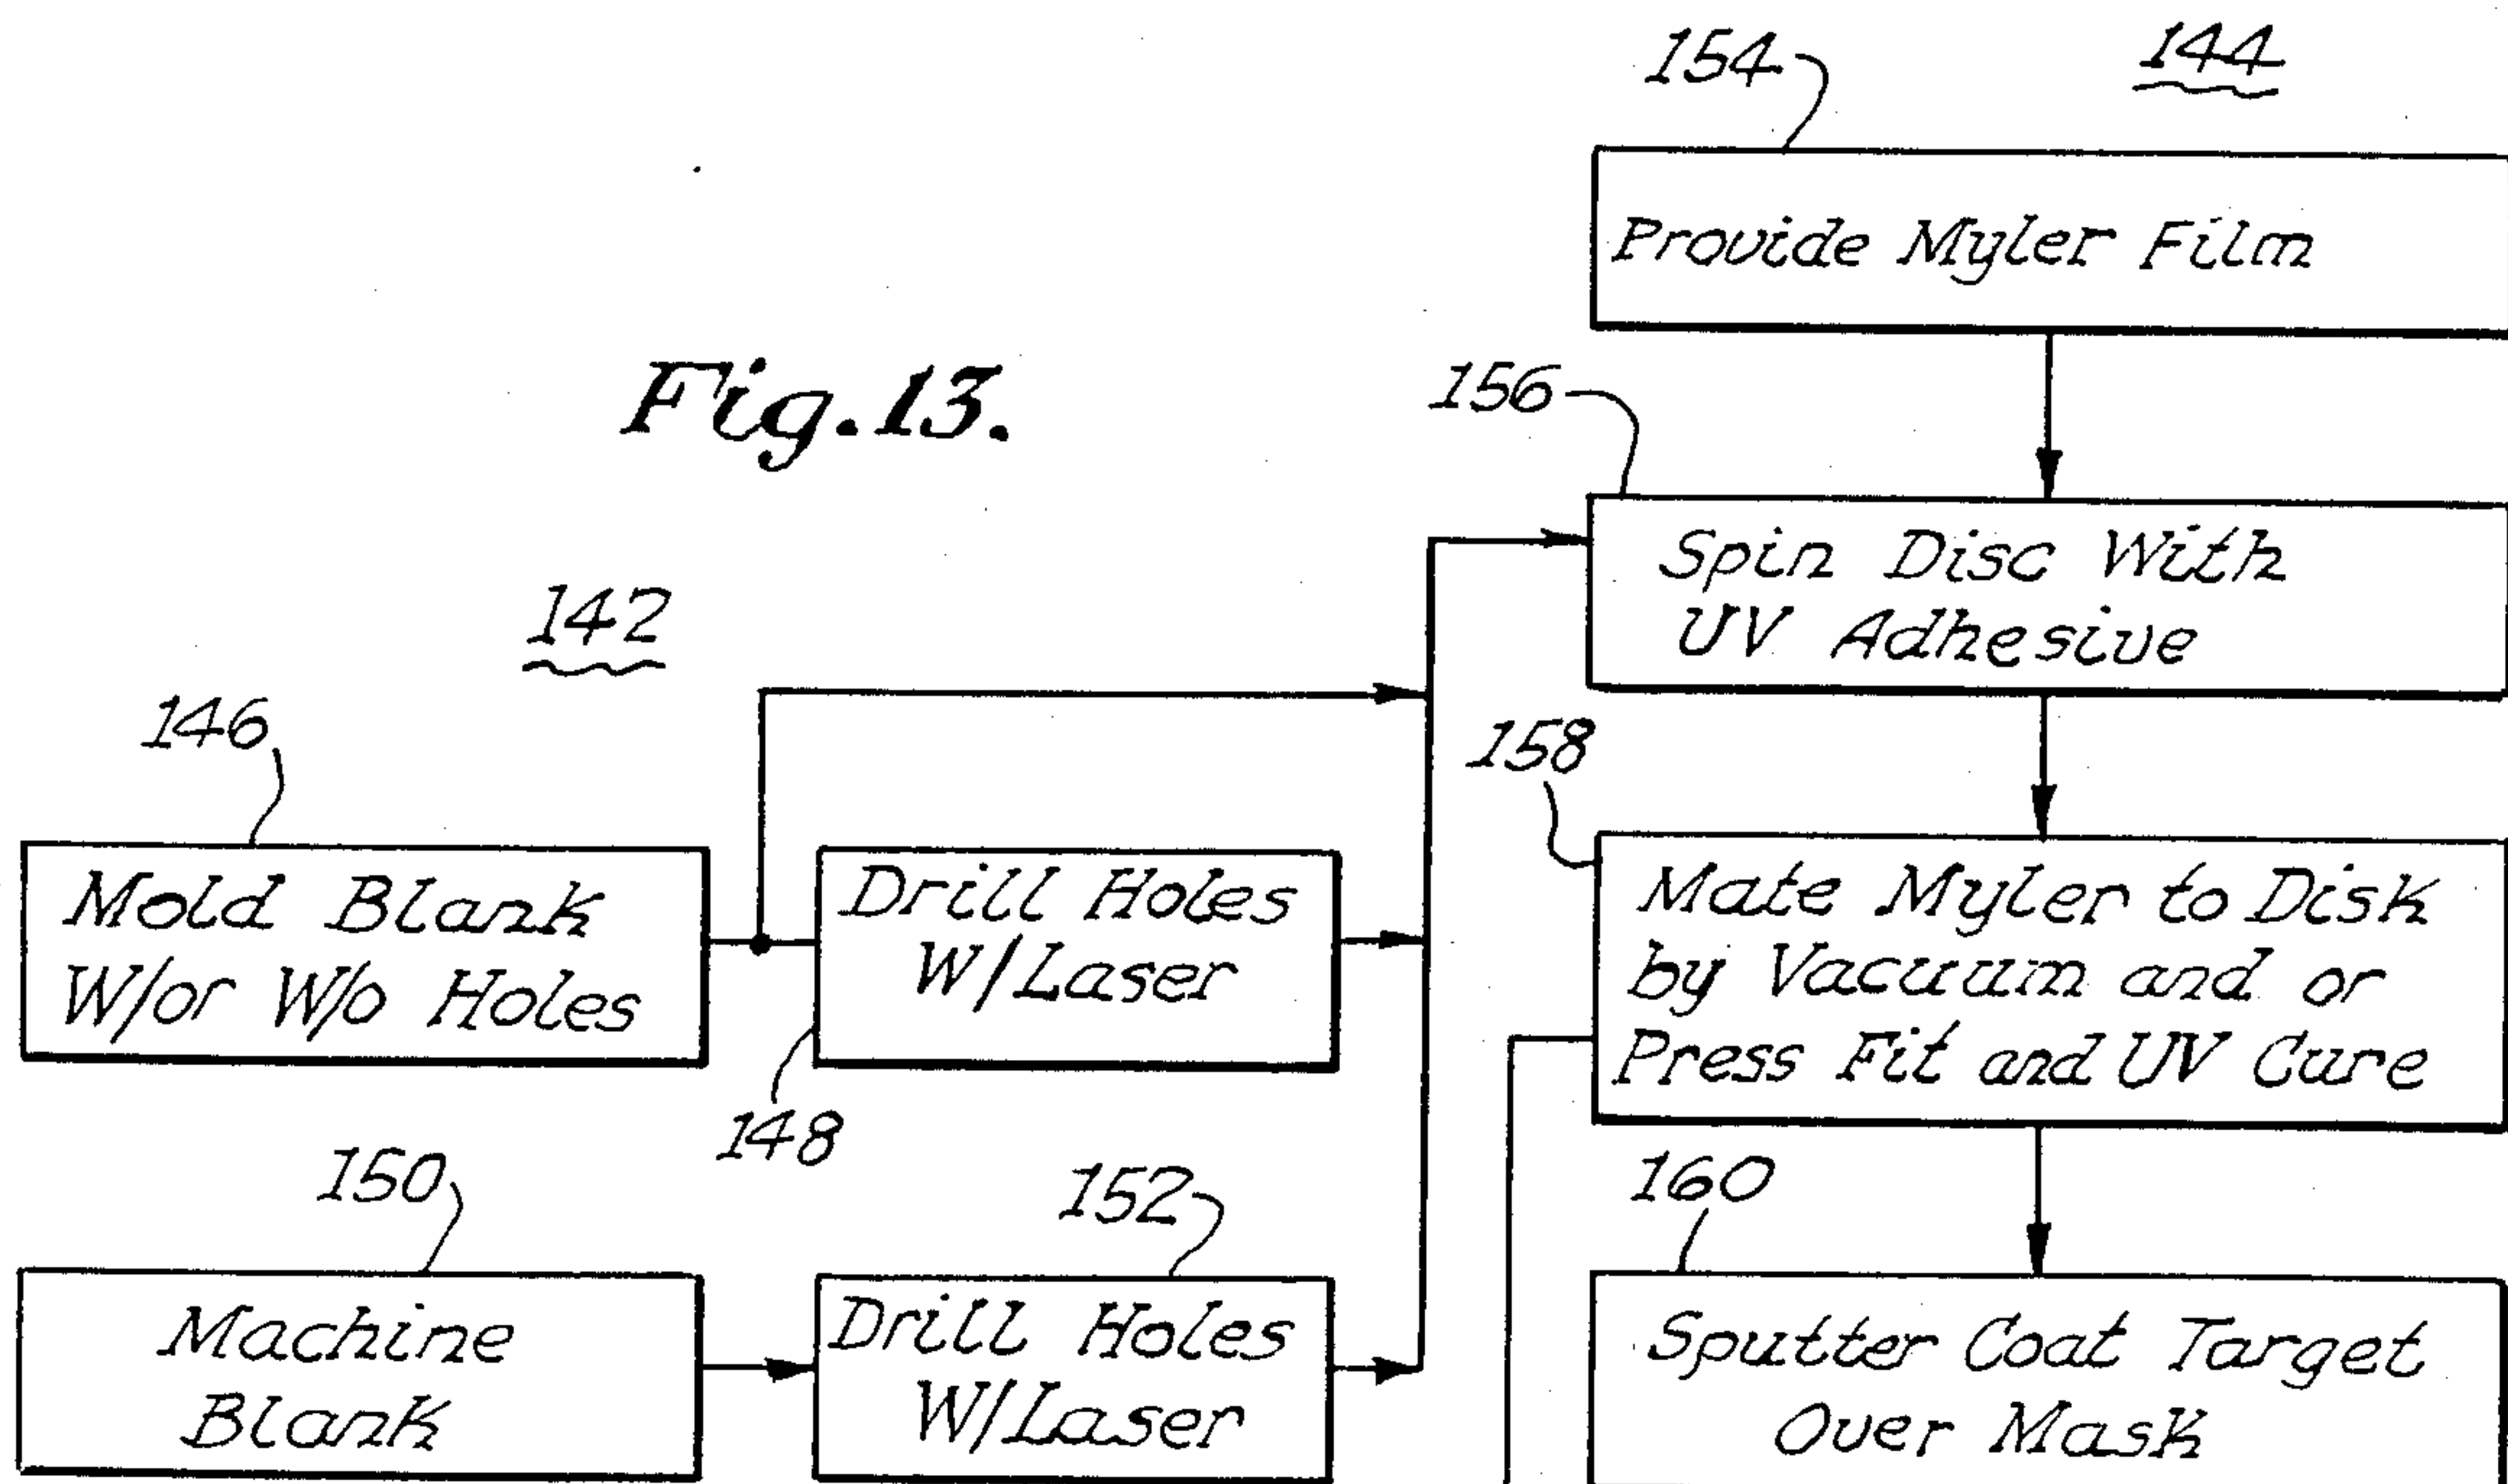 154
144
Provide Myler Film
Fig.13.
156
Spin Disc With
UV Adhesive
142
146
158
Mold Blank
W/or W/o Holes
Drill Holes
W/Laser
148
Mate Myler to Disk
by Vacuum and or
Press Fit and UV Cure
150
152
160
Machine
Blank
Drill Holes
W/Laser
Sputter Coat Target
Over Mask